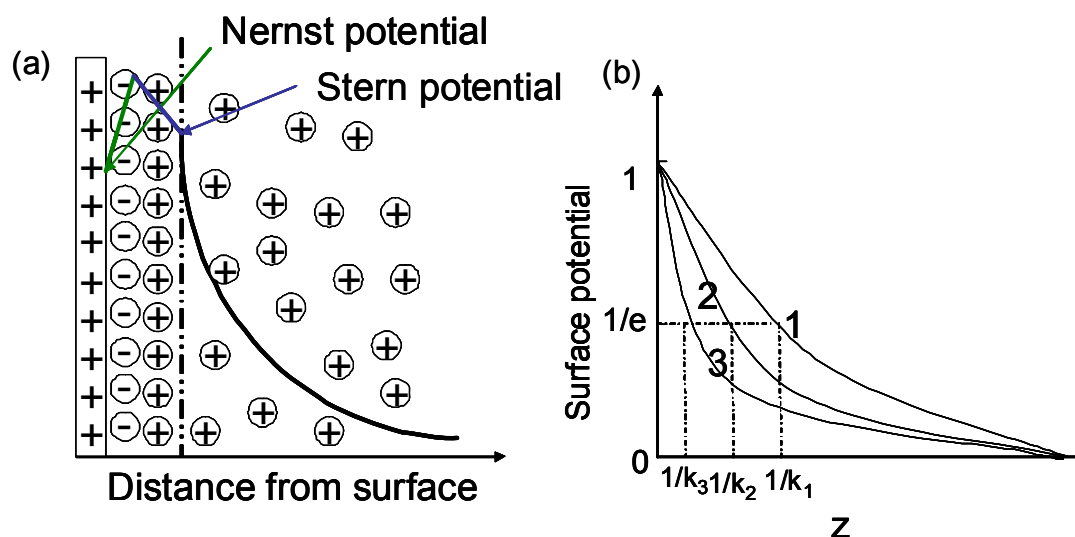 (a)
Nernst potential
Stern potential
Distance from surface
(b)
Surface potential
1
1/e
0
1
2
3
1/k₃ 1/k₂ 1/k₁
z